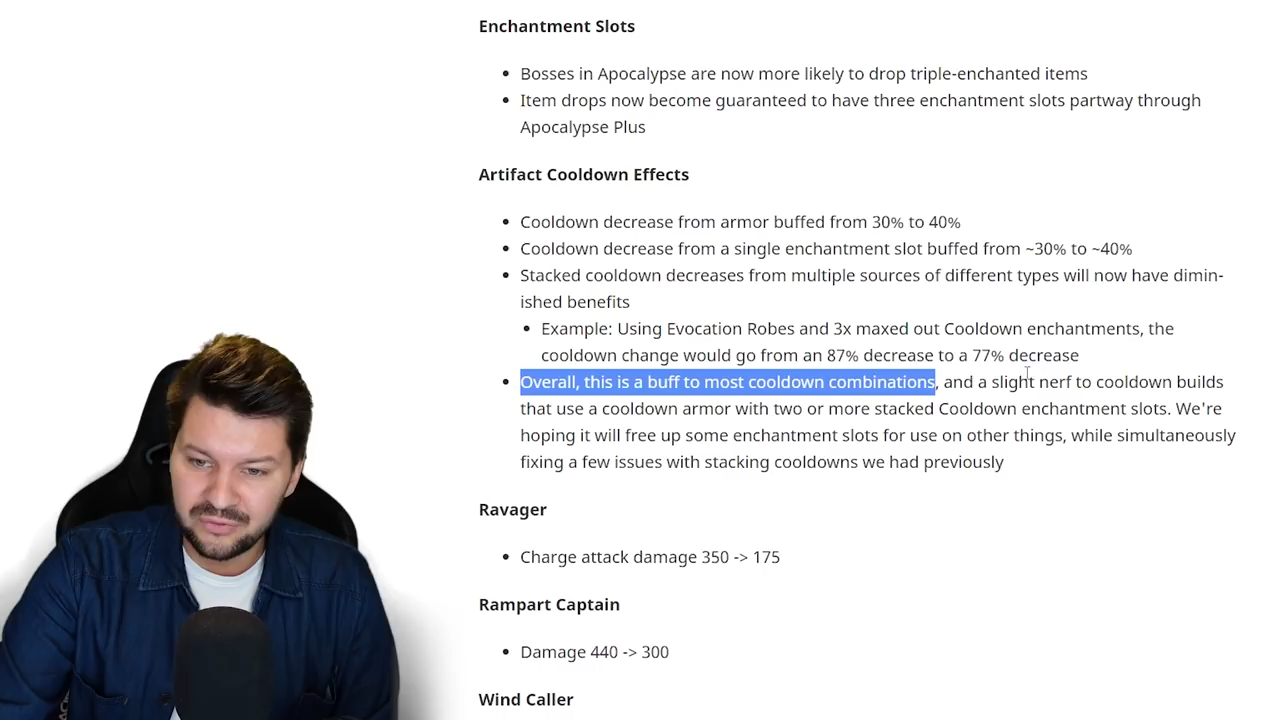 Enchantment Slots
Bosses in Apocalypse are now more likely to drop triple-enchanted items
Item drops now become guaranteed to have three enchantment slots partway through
Apocalypse Plus
Artifact Cooldown Effects
Cooldown decrease from armor buffed from 30% to 40%
Cooldown decrease from a single enchantment slot buffed from ~30% to ~40%
Stacked cooldown decreases from multiple sources of different types will now have dimin-
ished benefits
Example: Using Evocation Robes and 3x maxed out Cooldown enchantments, the
cooldown change would go from an 87% decrease to a 77% decrease
Overall, this is a buff to most cooldown combinations, and a slight nerf to cooldown builds
that use a cooldown armor with two or more stacked Cooldown enchantment slots. We're
hoping it will free up some enchantment slots for use on other things, while simultaneously
fixing a few issues with stacking cooldowns we had previously
Ravager
Charge attack damage 350 -> 175
Rampart Captain
Damage 440 -> 300
Wind Caller